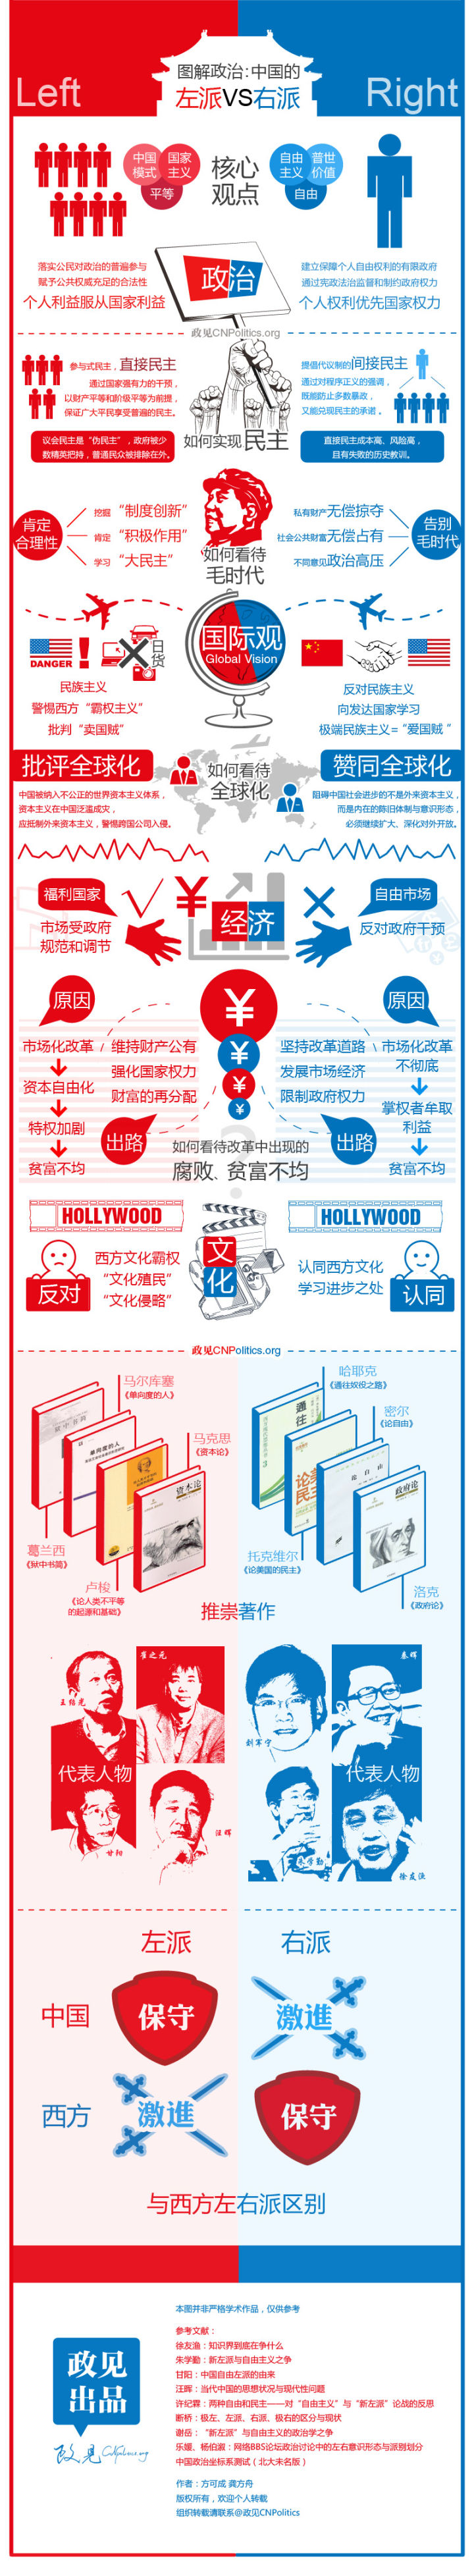 Left
Right
图解政治:中国的
左派VS右派
中国模式
国家主义
平等
核心
观点
自由主义
普世价值
自由
落实公民对政治的普遍参与
赋予公共权威充足的合法性
个人利益服从国家利益
政治
建立保障个人自由权利的有限政府
通过宪政法治监督和制约政府权力
个人权利优先国家权力
政见CNPolitics.org
参与式民主，直接民主
通过国家强有力的干预，
以财产平等和阶级平等为前提，
保证广大平民享受普遍的民主。
议会民主是“伪民主”，政府被少
数精英把持，普通民众被排除在外。
如何实现民主
提倡代议制的间接民主
通过对程序正义的强调，
既能防止多数暴政，
又能兑现民主的承诺。
直接民主成本高、风险高，
且有失败的历史教训。
肯定
合理性
挖掘“制度创新”
肯定“积极作用”
学习“大民主”
如何看待
毛时代
私有财产无偿掠夺
社会公共财富无偿占有
不同意见政治高压
告别
毛时代
DANGER
日货
民族主义
警惕西方“霸权主义”
批判“卖国贼”
国际观
Global Vision
反对民族主义
向发达国家学习
极端民族主义=“爱国贼”
批评全球化
中国被纳入不公正的世界资本主义体系，
资本主义在中国泛滥成灾，
应抵制外来资本主义，警惕跨国公司入侵。
如何看待
全球化
赞同全球化
阻碍中国社会进步的不是外来资本主义，
而是内在的陈旧体制与意识形态，
必须继续扩大、深化对外开放。
福利国家
市场受政府
规范和调节
¥
经济
自由市场
反对政府干预
原因
市场化改革
资本自由化
特权加剧
贫富不均
维持财产公有
强化国家权力
财富的再分配
出路
¥
¥
¥
¥
如何看待改革中出现的
腐败、贫富不均
坚持改革道路
发展市场经济
限制政府权力
出路
原因
市场化改革
不彻底
掌权者牟取
利益
贫富不均
HOLLYWOOD
反对
西方文化霸权
“文化殖民”
“文化侵略”
文化
HOLLYWOOD
认同西方文化
学习进步之处
认同
政见CNPolitics.org
马尔库塞
《单向度的人》
马克思
《资本论》
葛兰西
《狱中书简》
卢梭
《论人类不平等
的起源和基础》
哈耶克
《通往奴役之路》
密尔
《论自由》
托克维尔
《论美国的民主》
洛克
《政府论》
推崇著作
王绍光
崔之元
甘阳
汪晖
代表人物
刘军宁
秦晖
朱学勤
徐友渔
代表人物
左派
右派
中国
保守
激進
西方
激進
保守
与西方左右派区别
本图并非严格学术作品，仅供参考
参考文献：
徐友渔：知识界到底在争什么
朱学勤：新左派与自由主义之争
甘阳：中国自由左派的由来
汪晖：当代中国的思想状况与现代性问题
许纪霖：两种自由和民主——对“自由主义”与“新左派”论战的反思
断桥：极左、左派、右派、极右的区分与现状
谢岳：“新左派”与自由主义的政治学之争
乐媛、杨伯溆：网络BBS论坛政治讨论中的左右意识形态与派别划分
中国政治坐标系测试（北大未名版）
作者：方可成 龚方舟
版权所有，欢迎个人转载
组织转载请联系@政见CNPolitics
政见
出品
政见CNPolitics.org